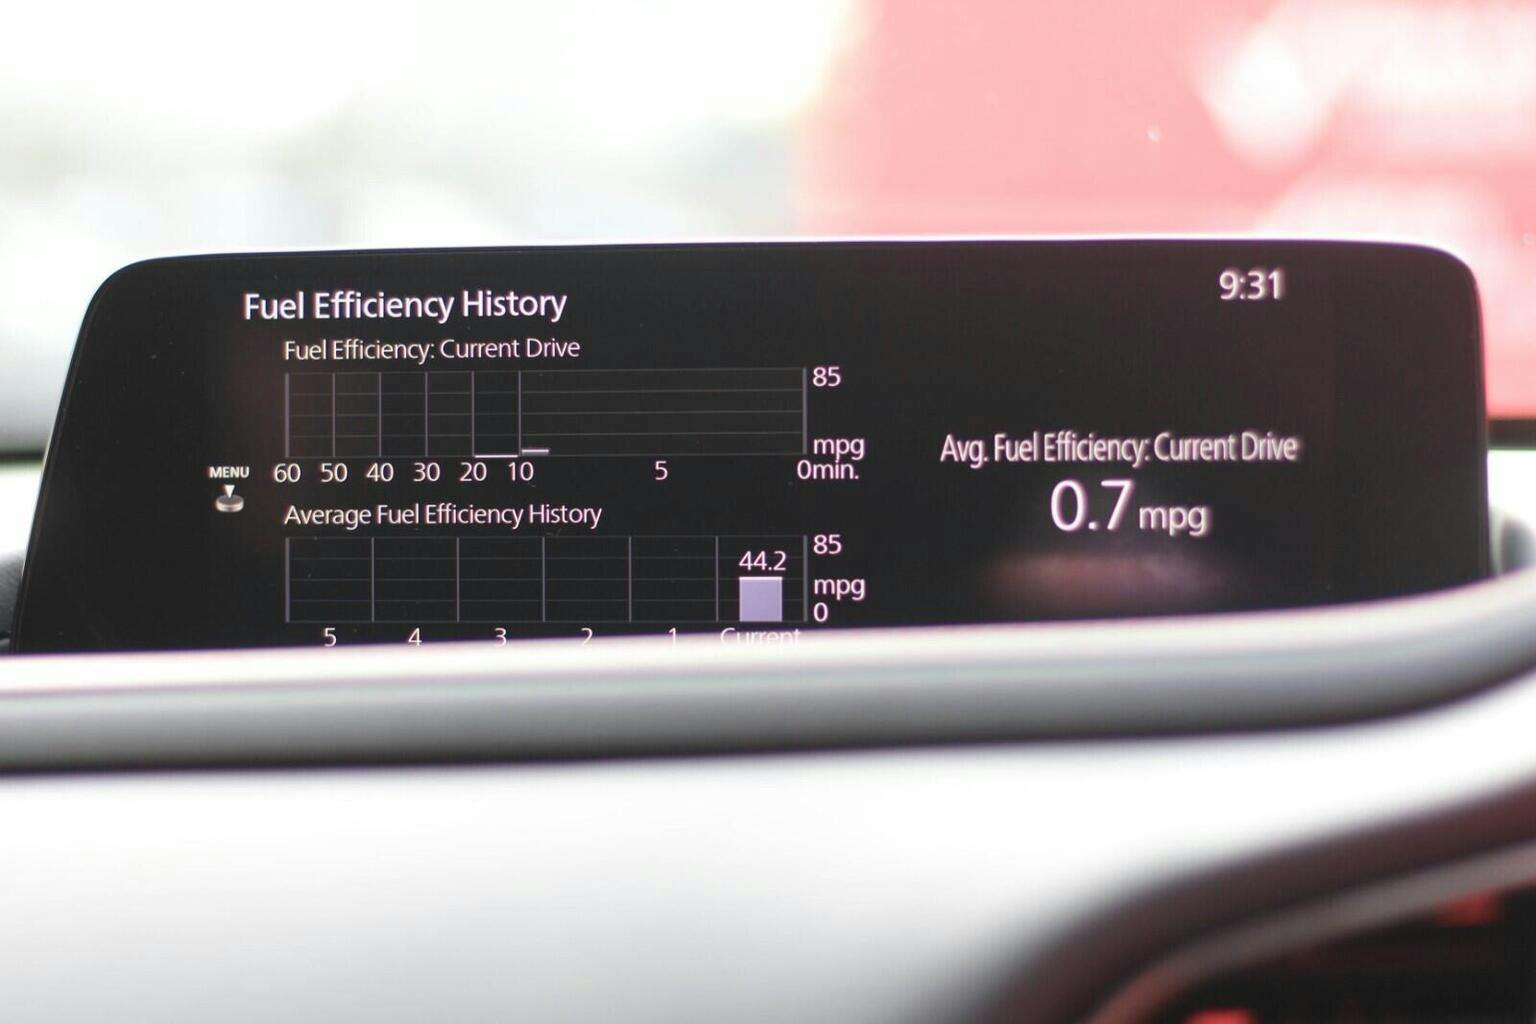 9:31
Fuel Efficiency History
Fuel Efficiency: Current Drive
85
mpg
60 50 40 30 20 10 5 0min.
MENU
Avg. Fuel Efficiency: Current Drive
0.7 mpg
Average Fuel Efficiency History
85
44.2
mpg
0
5 4 3 2 1 Current